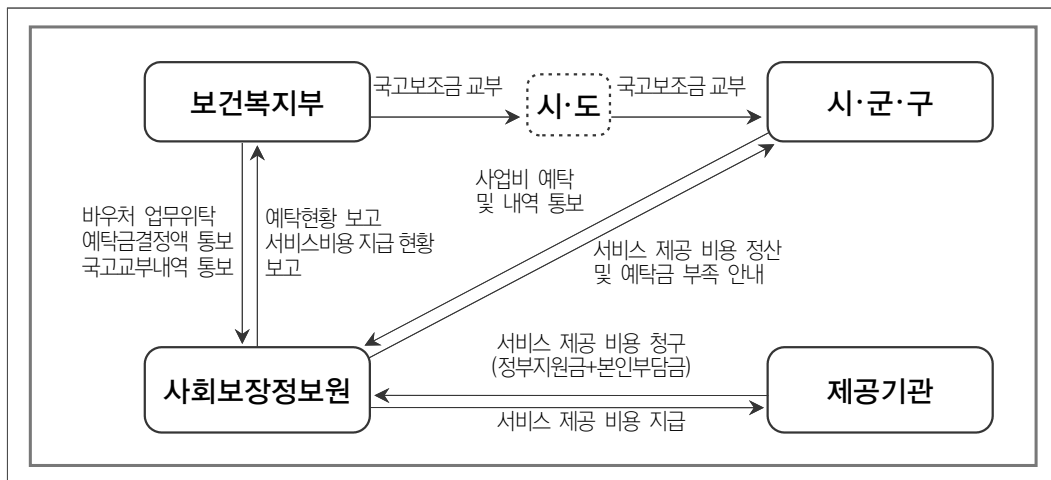 국고보조금 교부
국고보조금 교부
보건복지부
시·도
시·군·구
사업비 예탁
및 내역 통보
바우처 업무위탁
예탁금결정액 통보
국고교부내역 통보
예탁현황 보고
서비스비용 지급 현황
보고
서비스 제공 비용 정산
및 예탁금 부족 안내
서비스 제공 비용 청구
(정부지원금+본인부담금)
사회보장정보원
제공기관
서비스 제공 비용 지급